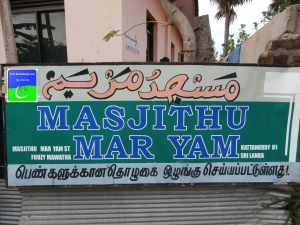 مسجد مريم
MASJITHU
MAR YAM
MASJITHU MAR YAM ST
FOUZY MAWATHA
KATTANKUDY 01
SRI LANKA
பெண்களுக்கான தொழுகை ஒழுங்கு செய்யப்பட்டுள்ளது.